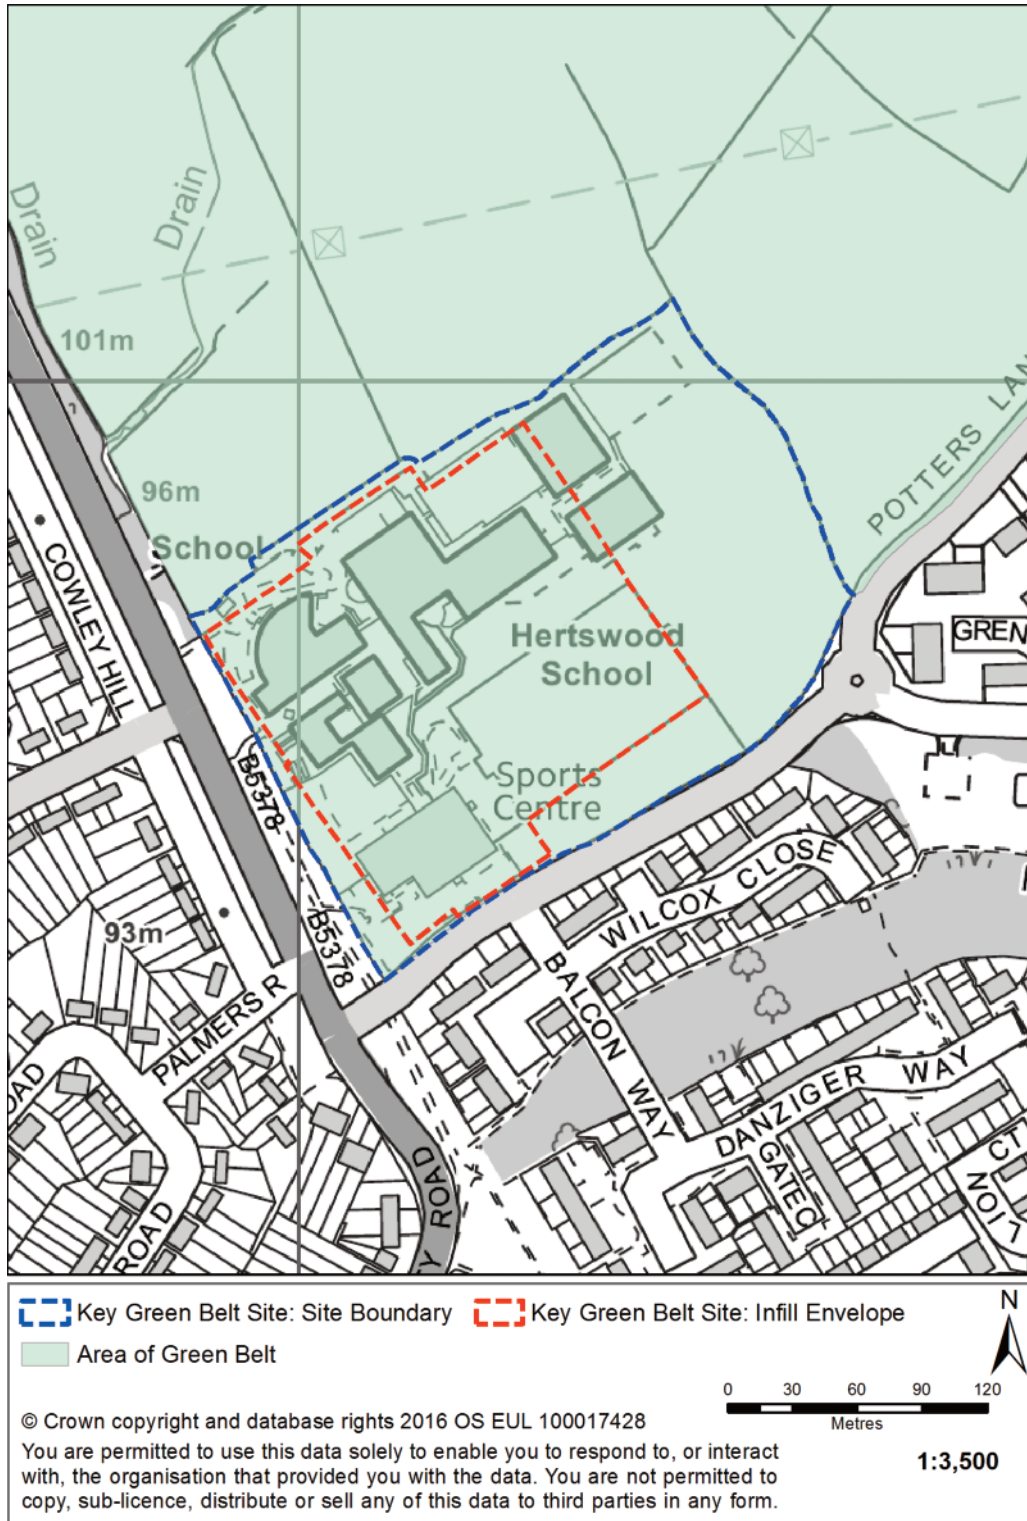 Drain
Drain
101m
96m
School
COWLEY HILL
POTTERS LAN
GREN
Hertswood
School
B5378
Sports
Centre
B5378
93m
PALMERS R
OAD
ROAD
WILCOX CLOSE
BALCON WAY
DANZIGER WAY
GATEC
CT
LION
Y ROAD
Key Green Belt Site: Site Boundary
Key Green Belt Site: Infill Envelope
N
Area of Green Belt
0 30 60 90 120
Metres
© Crown copyright and database rights 2016 OS EUL 100017428
You are permitted to use this data solely to enable you to respond to, or interact
with, the organisation that provided you with the data. You are not permitted to
copy, sub-licence, distribute or sell any of this data to third parties in any form.
1:3,500